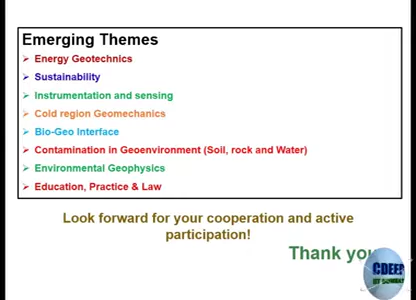 Emerging Themes
Energy Geotechnics
Sustainability
Instrumentation and sensing
Cold region Geomechanics
Bio-Geo Interface
Contamination in Geoenvironment (Soil, rock and Water)
Environmental Geophysics
Education, Practice & Law
Look forward for your cooperation and active
participation!
Thank you
CDEEP
IIT BOMBAY